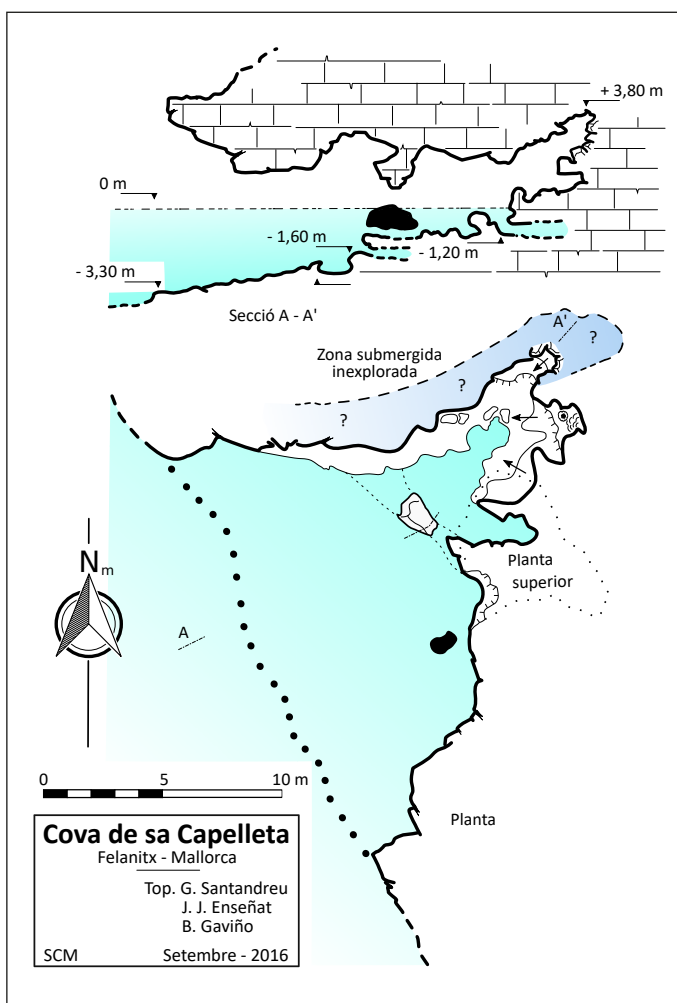 + 3,80 m
0 m
- 1,60 m
- 1,20 m
- 3,30 m
Secció A - A'
A'
?
Zona submergida
inexplorada
?
?
Planta
superior
N m
A
0 5 10 m
Planta
Cova de sa Capelleta
Felanitx - Mallorca
Top. G. Santandreu
J. J. Enseñat
B. Gaviño
SCM Setembre - 2016